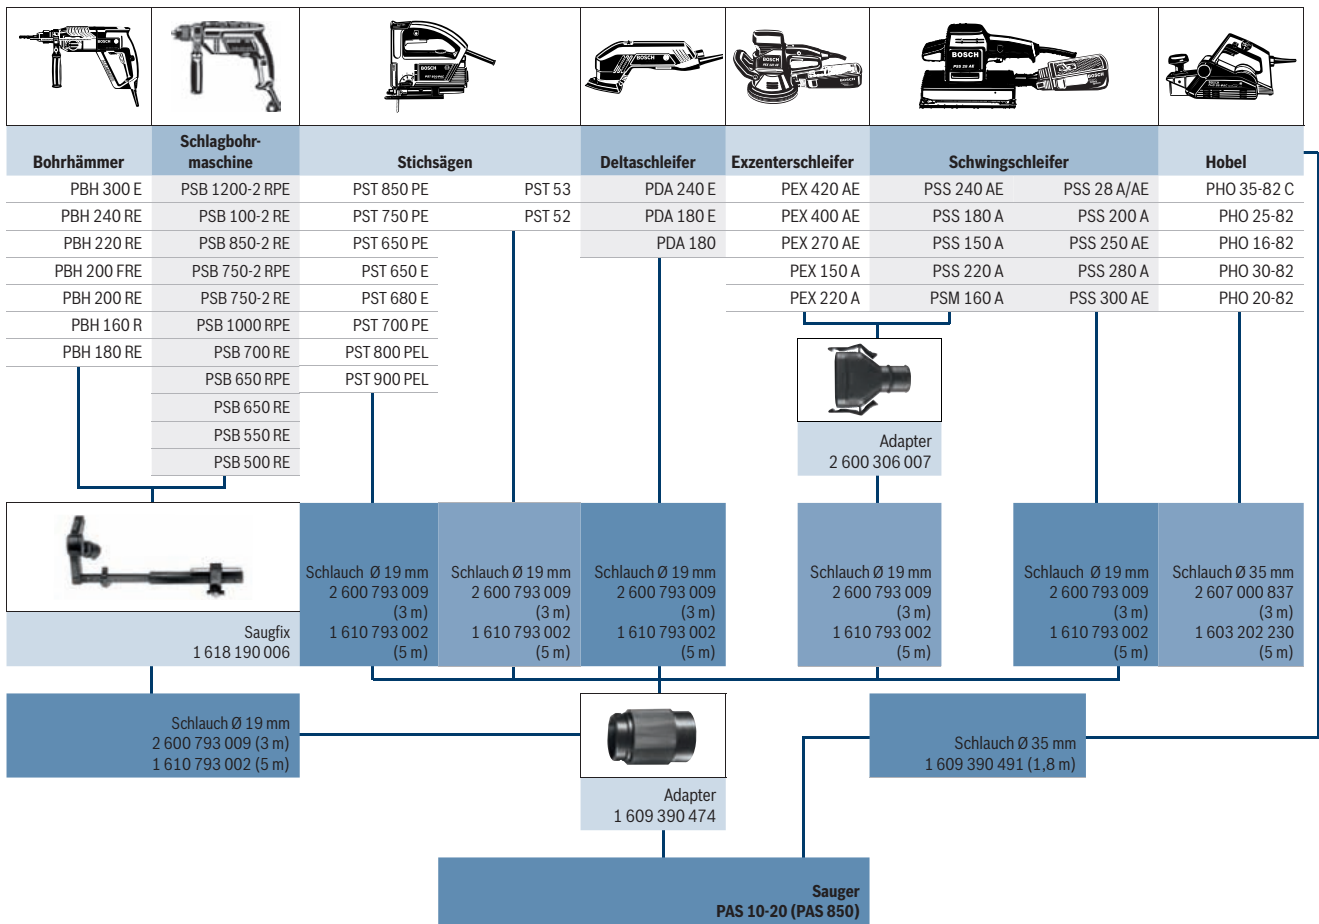 BOSCH
BOSCH
PST 850 PAC
BOSCH
BOSCH
BOSCH
PSS 28 AE
BOSCH
Bohrhämmer
Schlagbohr-
maschine
Stichsägen
Deltaschleifer
Exzenterschleifer
Schwingschleifer
Hobel
PBH 300 E
PSB 1200-2 RPE
PST 850 PE
PST 53
PDA 240 E
PEX 420 AE
PSS 240 AE
PSS 28 A/AE
PHO 35-82 C
PBH 240 RE
PSB 100-2 RE
PST 750 PE
PST 52
PDA 180 E
PEX 400 AE
PSS 180 A
PSS 200 A
PHO 25-82
PBH 220 RE
PSB 850-2 RE
PST 650 PE
PDA 180
PEX 270 AE
PSS 150 A
PSS 250 AE
PHO 16-82
PBH 200 FRE
PSB 750-2 RPE
PST 650 E
PEX 150 A
PSS 220 A
PSS 280 A
PHO 30-82
PBH 200 RE
PSB 750-2 RE
PST 680 E
PEX 220 A
PSM 160 A
PSS 300 AE
PHO 20-82
PBH 160 R
PSB 1000 RPE
PST 700 PE
PBH 180 RE
PSB 700 RE
PST 800 PEL
PSB 650 RPE
PST 900 PEL
PSB 650 RE
PSB 550 RE
PSB 500 RE
Adapter
2 600 306 007
Saugfix
1 618 190 006
Schlauch Ø 19 mm
2 600 793 009
(3 m)
1 610 793 002
(5 m)
Schlauch Ø 19 mm
2 600 793 009
(3 m)
1 610 793 002
(5 m)
Schlauch Ø 19 mm
2 600 793 009
(3 m)
1 610 793 002
(5 m)
Schlauch Ø 19 mm
2 600 793 009
(3 m)
1 610 793 002
(5 m)
Schlauch Ø 19 mm
2 600 793 009
(3 m)
1 610 793 002
(5 m)
Schlauch Ø 35 mm
2 607 000 837
(3 m)
1 603 202 230
(5 m)
Schlauch Ø 19 mm
2 600 793 009 (3 m)
1 610 793 002 (5 m)
Adapter
1 609 390 474
Schlauch Ø 35 mm
1 609 390 491 (1,8 m)
Sauger
PAS 10-20 (PAS 850)